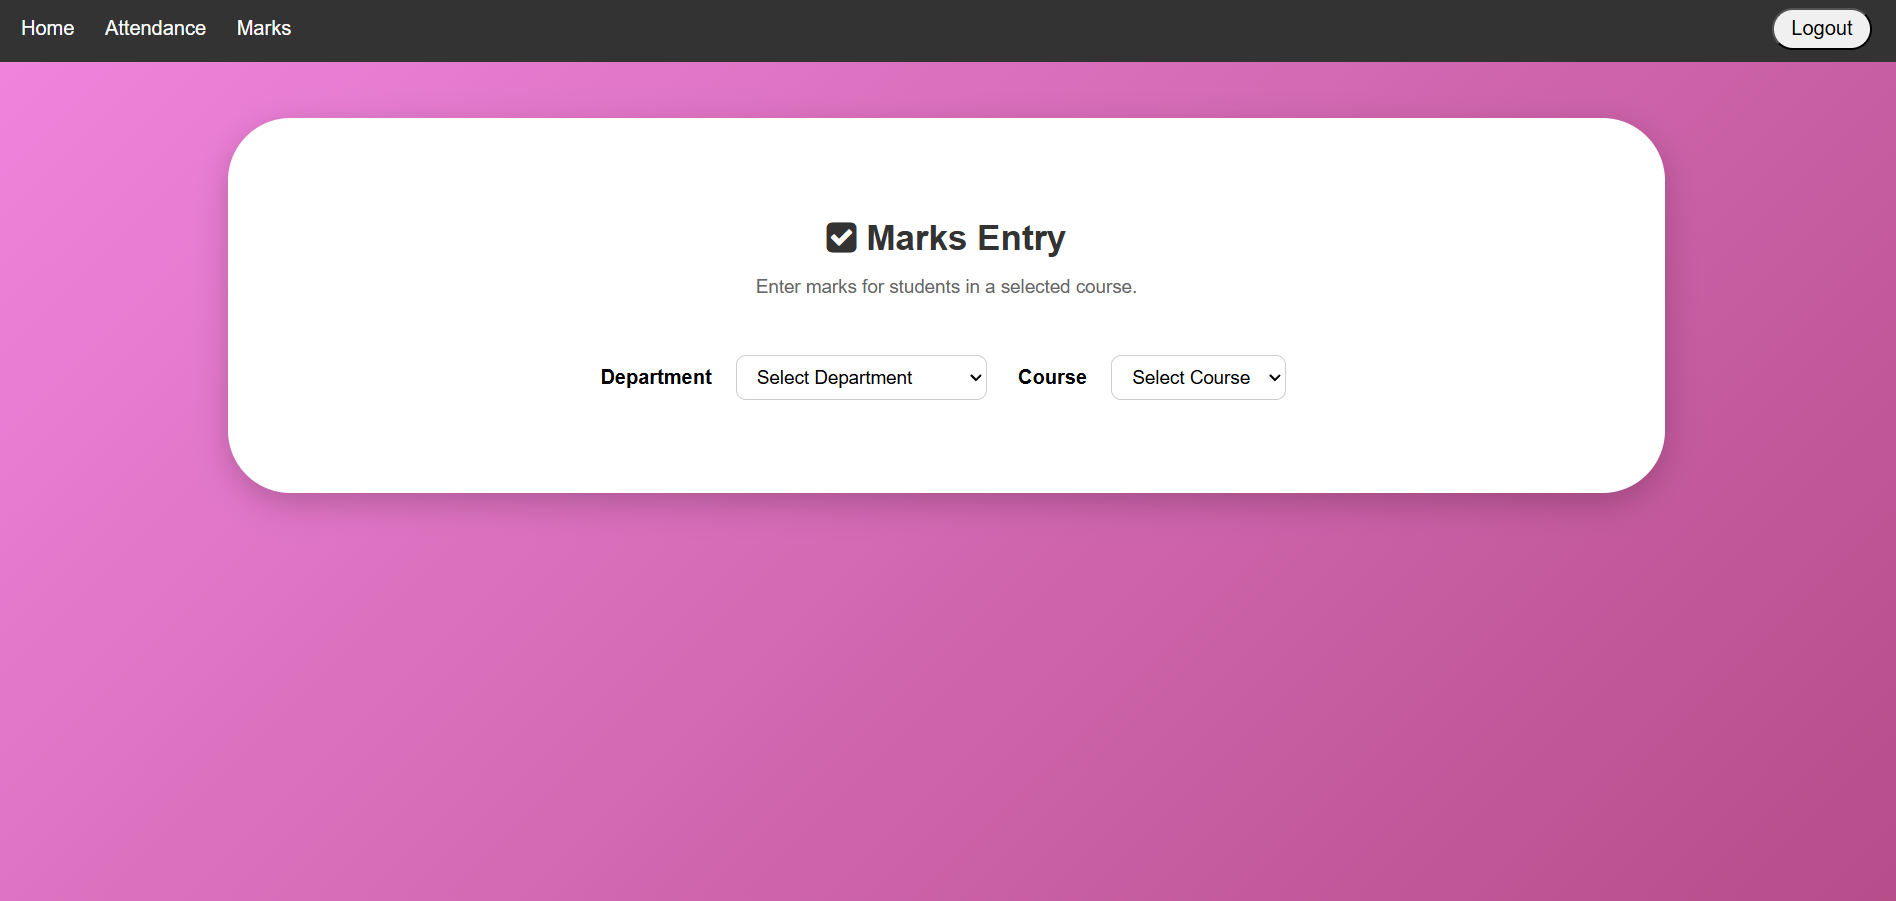 Home Attendance Marks Logout
Marks Entry
Enter marks for students in a selected course.
Department Select Department Course Select Course